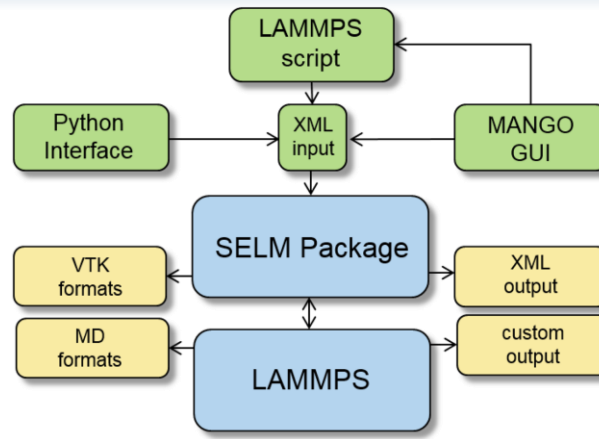 LAMMPS
script
Python
Interface
XML
input
MANGO
GUI
SELM Package
VTK
formats
XML
output
MD
formats
custom
output
LAMMPS